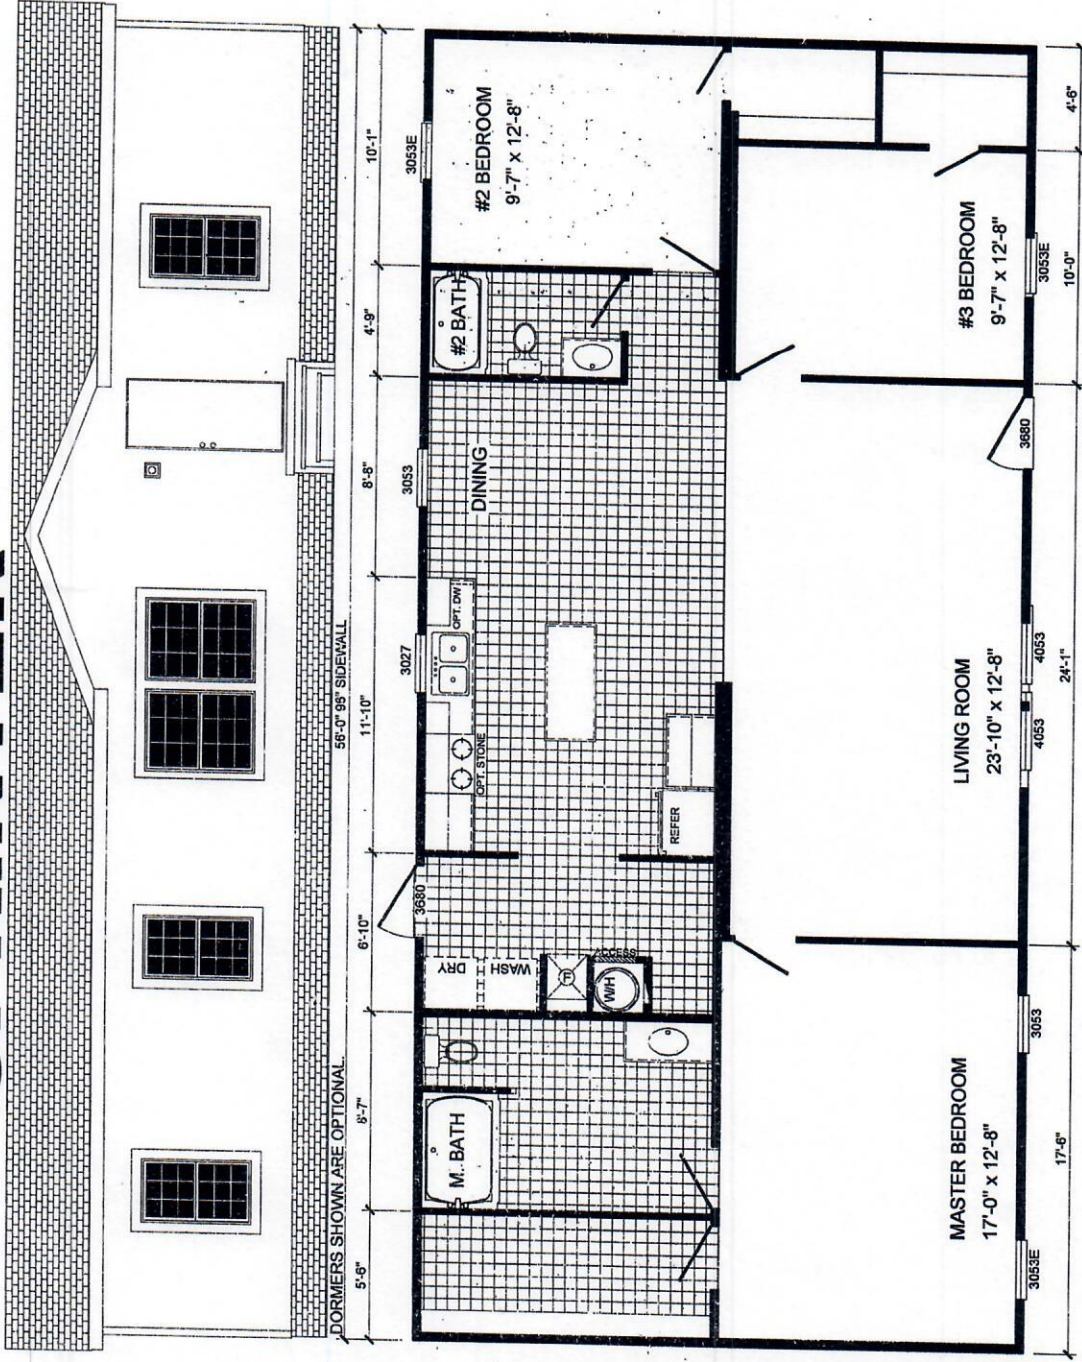 DORMERS SHOWN ARE OPTIONAL.
56'-0" 96" SIDEWALL
5'-6"
8'-7"
6'-10"
11'-10"
8'-8"
4'-9"
10'-1"
3680
3027
3053
3053E
M. BATH
DRY
WASH
F
W/H
ACCESS
OPT. STONE
OPT. DW
REFER
DINING
#2 BATH
#2 BEDROOM
9'-7" x 12'-8"
MASTER BEDROOM
17'-0" x 12'-8"
LIVING ROOM
23'-10" x 12'-8"
#3 BEDROOM
9'-7" x 12'-8"
3053E
3053
4053
4053
3680
3053E
17'-6"
24'-1"
10'-0"
4'-6"